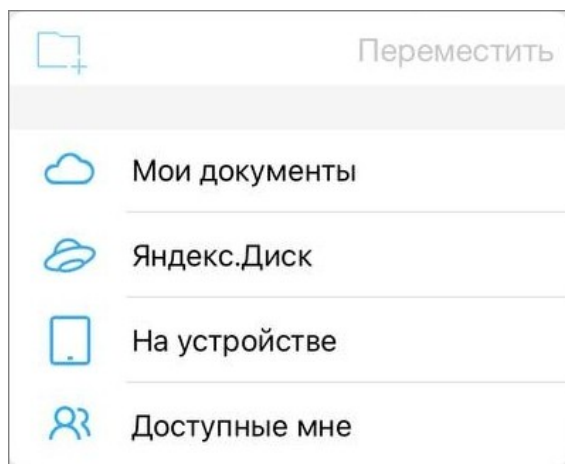 Переместить
Мои документы
Яндекс.Диск
На устройстве
Доступные мне